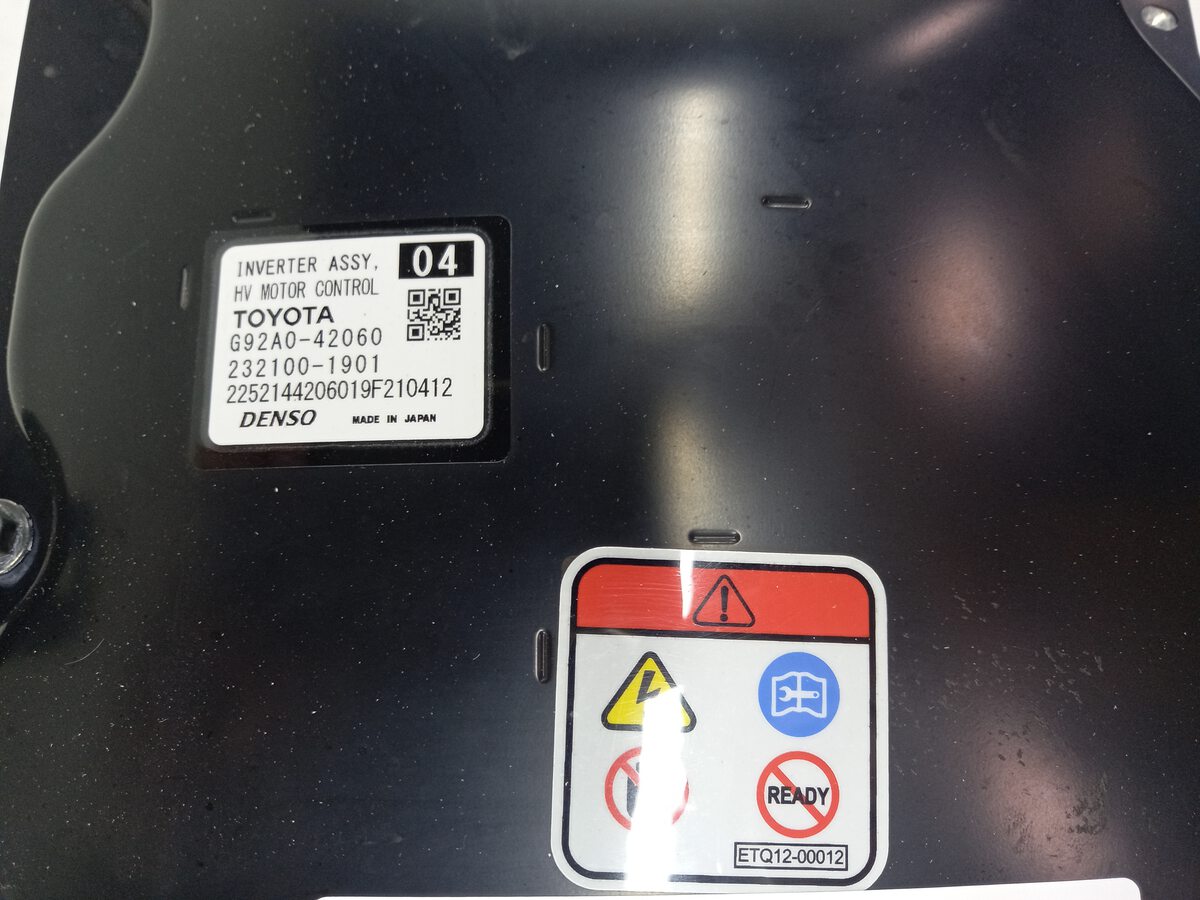 INVERTER ASSY,
04
HV MOTOR CONTROL
TOYOTA
G92A0-42060
232100-1901
2252144206019F210412
DENSO MADE IN JAPAN
READY
ETQ12-00012